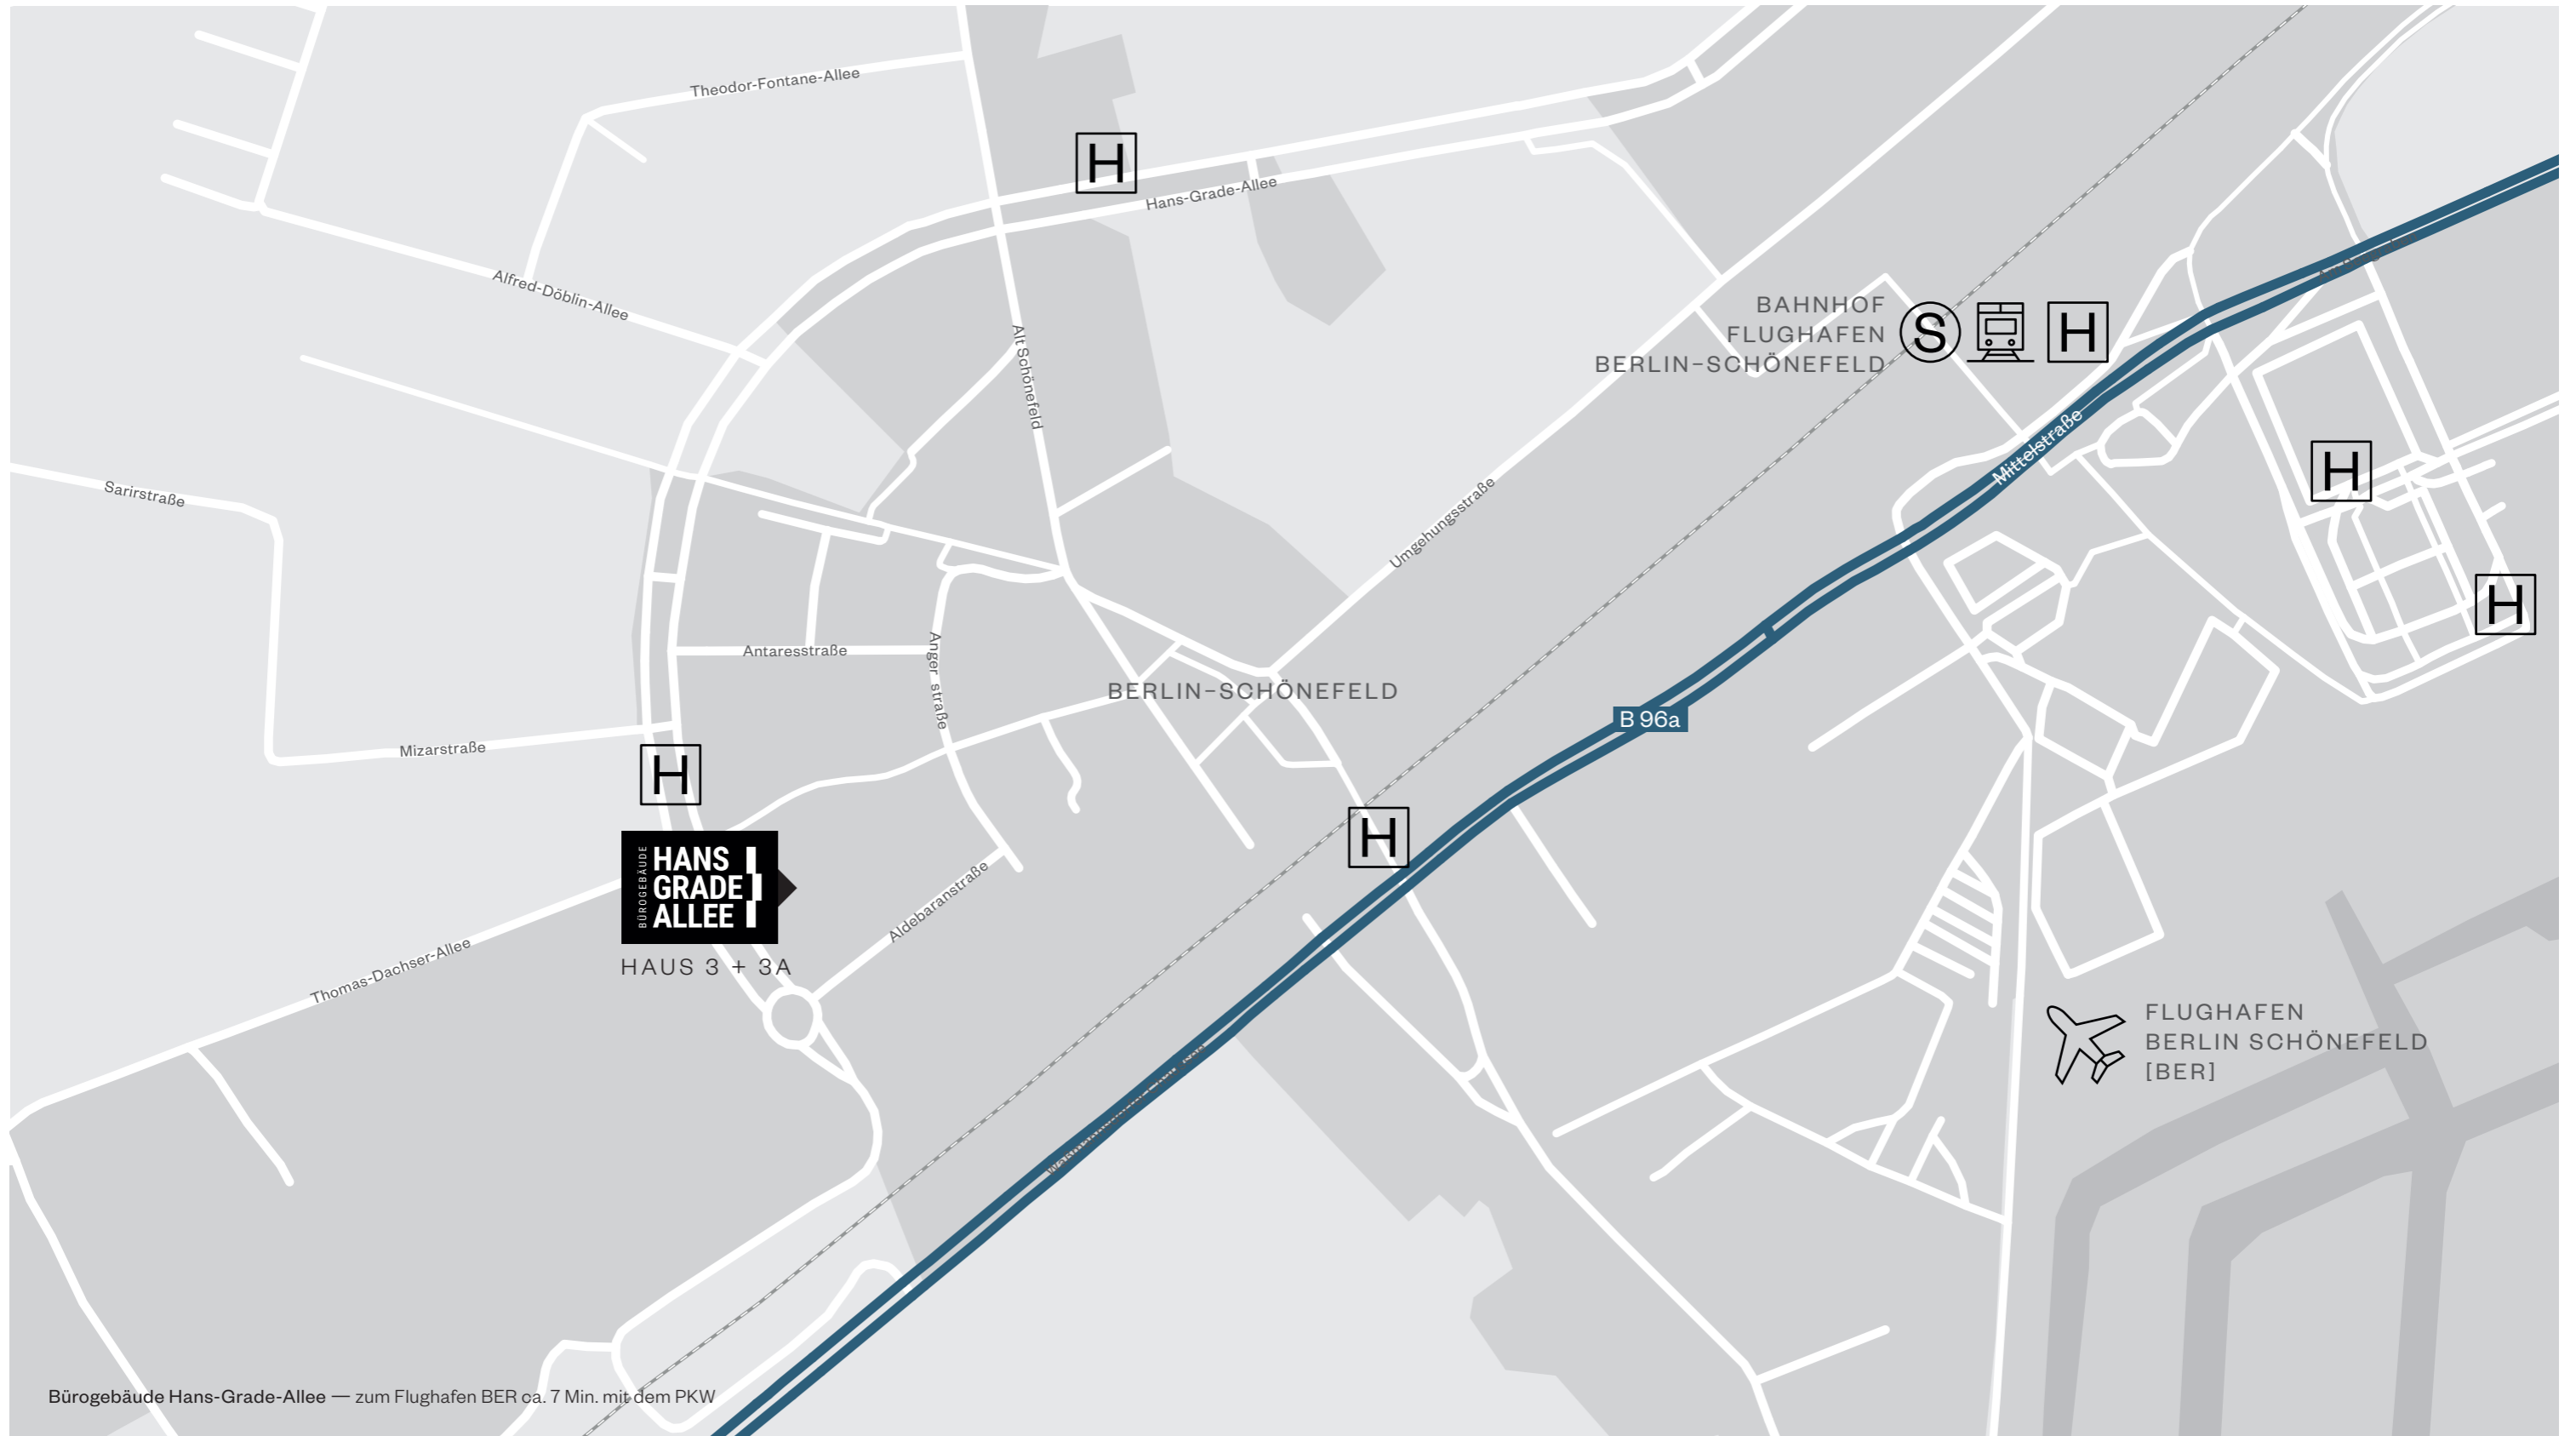 Theodor-Fontane-Allee
H
Hans-Grade-Allee
Alfred-Döblin-Allee
Alt Schönefeld
BAHNHOF
FLUGHAFEN
BERLIN-SCHÖNEFELD
S
H
Mittelstraße
H
Sarirstraße
Umgehungsstraße
H
Antaresstraße
Anger straße
BERLIN-SCHÖNEFELD
B 96a
Mizarstraße
H
H
BÜROGEBÄUDE
HANS
GRADE
ALLEE
HAUS 3 + 3A
Aldebaranstraße
Thomas-Dachser-Allee
FLUGHAFEN
BERLIN SCHÖNEFELD
[BER]
Bürogebäude Hans-Grade-Allee — zum Flughafen BER ca. 7 Min. mit dem PKW